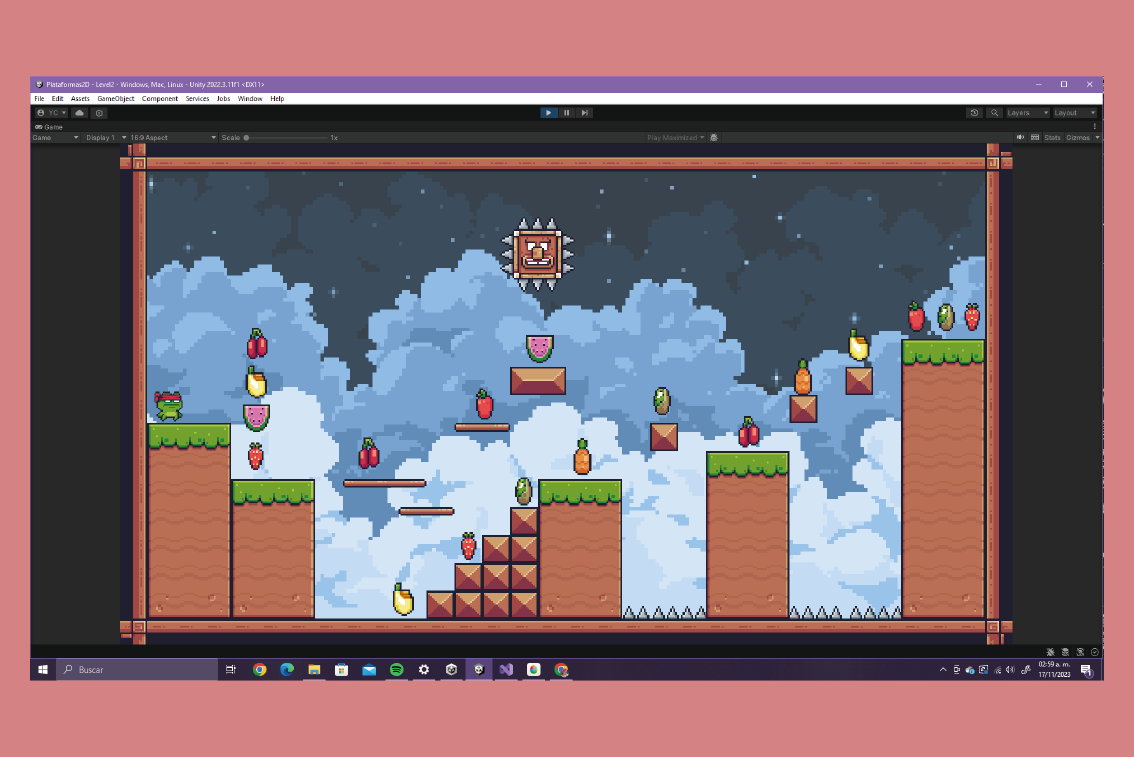 Plataformas2D - Level2 - Windows, Mac, Linux - Unity 2022.3.11f1 <DX11>
File Edit Assets GameObject Component Services Jobs Window Help
YC Layers Layout
Game
Game Display 1 16:9 Aspect Scale 1x Play Maximized Stats Gizmos
Buscar
02:59 a. m.
17/11/2023
1